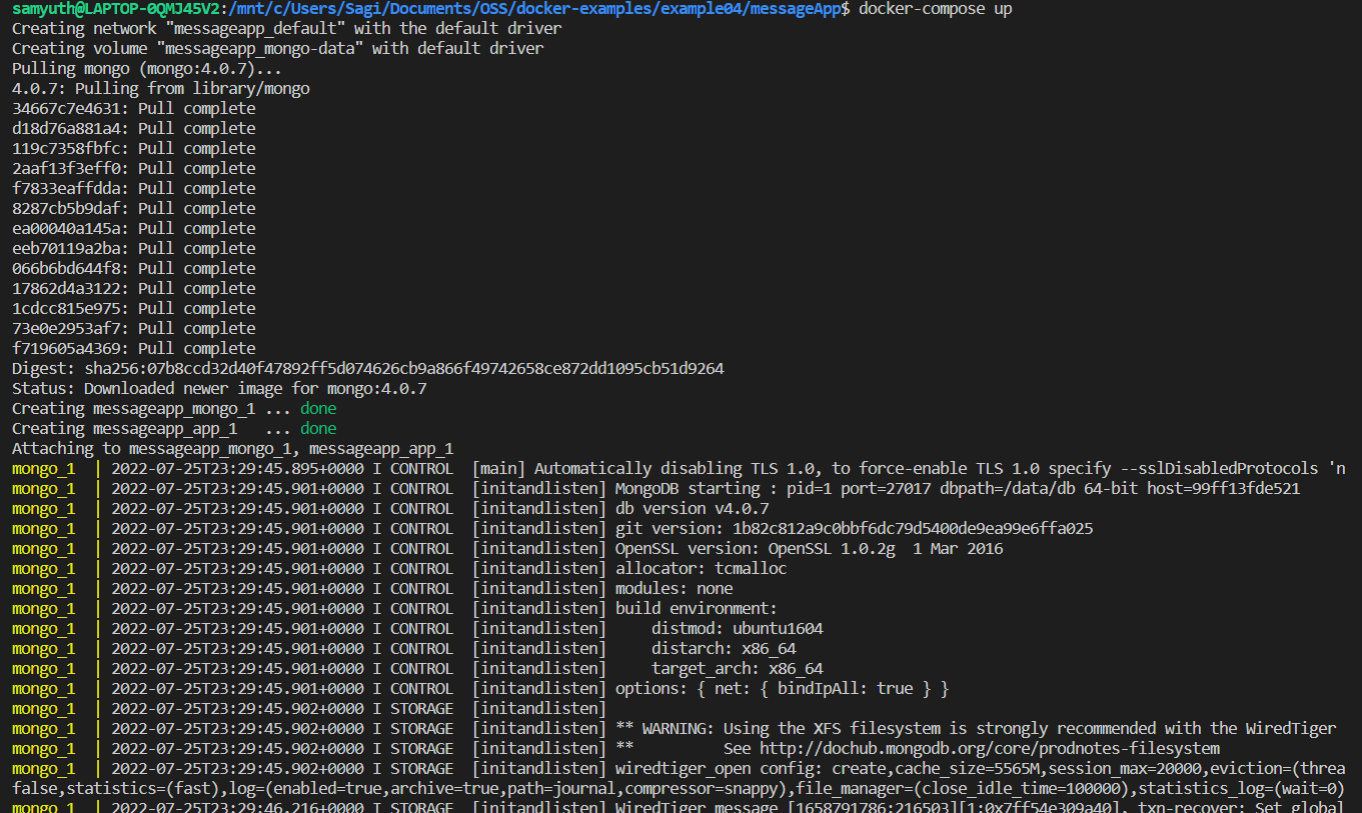 samyuth@LAPTOP-0QMJ45V2:/mnt/c/Users/Sagi/Documents/OSS/docker-examples/example04/messageApp$ docker-compose up
Creating network "messageapp_default" with the default driver
Creating volume "messageapp_mongo-data" with default driver
Pulling mongo (mongo:4.0.7)...
4.0.7: Pulling from library/mongo
34667c7e4631: Pull complete
d18d76a881a4: Pull complete
119c7358fbfc: Pull complete
2aaf13f3eff0: Pull complete
f7833eaffdda: Pull complete
8287cb5b9daf: Pull complete
ea00040a145a: Pull complete
eeb70119a2ba: Pull complete
066b6bd644f8: Pull complete
17862d4a3122: Pull complete
1cdcc815e975: Pull complete
73e0e2953af7: Pull complete
f719605a4369: Pull complete
Digest: sha256:07b8ccd32d40f47892ff5d074626cb9a866f49742658ce872dd1095cb51d9264
Status: Downloaded newer image for mongo:4.0.7
Creating messageapp_mongo_1 ... done
Creating messageapp_app_1   ... done
Attaching to messageapp_mongo_1, messageapp_app_1
mongo_1  | 2022-07-25T23:29:45.895+0000 I CONTROL  [main] Automatically disabling TLS 1.0, to force-enable TLS 1.0 specify --sslDisabledProtocols 'n
mongo_1  | 2022-07-25T23:29:45.901+0000 I CONTROL  [initandlisten] MongoDB starting : pid=1 port=27017 dbpath=/data/db 64-bit host=99ff13fde521
mongo_1  | 2022-07-25T23:29:45.901+0000 I CONTROL  [initandlisten] db version v4.0.7
mongo_1  | 2022-07-25T23:29:45.901+0000 I CONTROL  [initandlisten] git version: 1b82c812a9c0bbf6dc79d5400de9ea99e6ffa025
mongo_1  | 2022-07-25T23:29:45.901+0000 I CONTROL  [initandlisten] OpenSSL version: OpenSSL 1.0.2g  1 Mar 2016
mongo_1  | 2022-07-25T23:29:45.901+0000 I CONTROL  [initandlisten] allocator: tcmalloc
mongo_1  | 2022-07-25T23:29:45.901+0000 I CONTROL  [initandlisten] modules: none
mongo_1  | 2022-07-25T23:29:45.901+0000 I CONTROL  [initandlisten] build environment:
mongo_1  | 2022-07-25T23:29:45.901+0000 I CONTROL  [initandlisten]     distmod: ubuntu1604
mongo_1  | 2022-07-25T23:29:45.901+0000 I CONTROL  [initandlisten]     distarch: x86_64
mongo_1  | 2022-07-25T23:29:45.901+0000 I CONTROL  [initandlisten]     target_arch: x86_64
mongo_1  | 2022-07-25T23:29:45.901+0000 I CONTROL  [initandlisten] options: { net: { bindIpAll: true } }
mongo_1  | 2022-07-25T23:29:45.902+0000 I STORAGE  [initandlisten]
mongo_1  | 2022-07-25T23:29:45.902+0000 I STORAGE  [initandlisten] ** WARNING: Using the XFS filesystem is strongly recommended with the WiredTiger
mongo_1  | 2022-07-25T23:29:45.902+0000 I STORAGE  [initandlisten] **          See http://dochub.mongodb.org/core/prodnotes-filesystem
mongo_1  | 2022-07-25T23:29:45.902+0000 I STORAGE  [initandlisten] wiredtiger_open config: create,cache_size=5565M,session_max=20000,eviction=(threa
false,statistics=(fast),log=(enabled=true,archive=true,path=journal,compressor=snappy),file_manager=(close_idle_time=100000),statistics_log=(wait=0)
mongo_1  | 2022-07-25T23:29:46.216+0000 I STORAGE  [initandlisten] WiredTiger message [1658791786:216503][1:0x7ff54e309a40], txn-recover: Set global